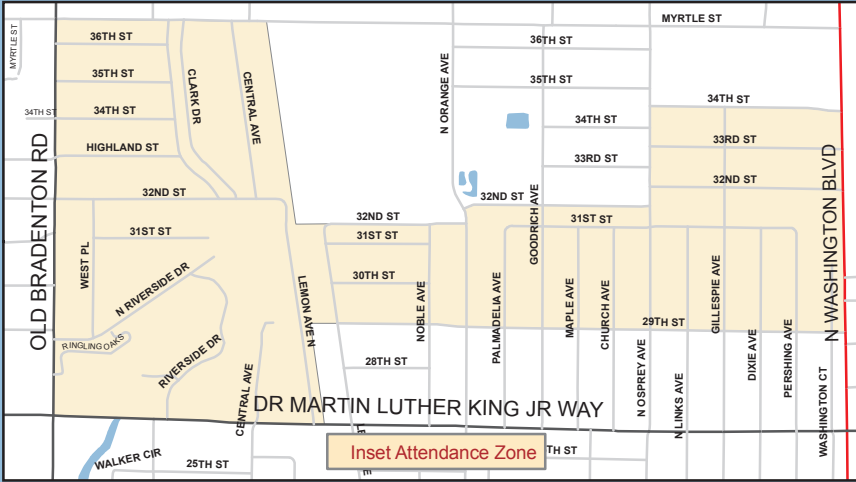 MYRTLE ST
MYRTLE ST
36TH ST
36TH ST
35TH ST
35TH ST
CLARK DR
CENTRAL AVE
N ORANGE AVE
34TH ST
34TH ST
34TH ST
34TH ST
HIGHLAND ST
33RD ST
33RD ST
OLD BRADENTON RD
N WASHINGTON BLVD
32ND ST
32ND ST
32ND ST
32ND ST
GOODRICH AVE
31ST ST
31ST ST
31ST ST
WEST PL
N RIVERSIDE DR
LEMON AVE N
30TH ST
NOBLE AVE
PALMADELIA AVE
MAPLE AVE
CHURCH AVE
GILLESPIE AVE
29TH ST
RINGLING OAKS
RIVERSIDE DR
28TH ST
N OSPREY AVE
N LINKS AVE
DIXIE AVE
PERSHING AVE
WASHINGTON CT
CENTRAL AVE
DR MARTIN LUTHER KING JR WAY
WALKER CIR
25TH ST
Inset Attendance Zone
TH ST